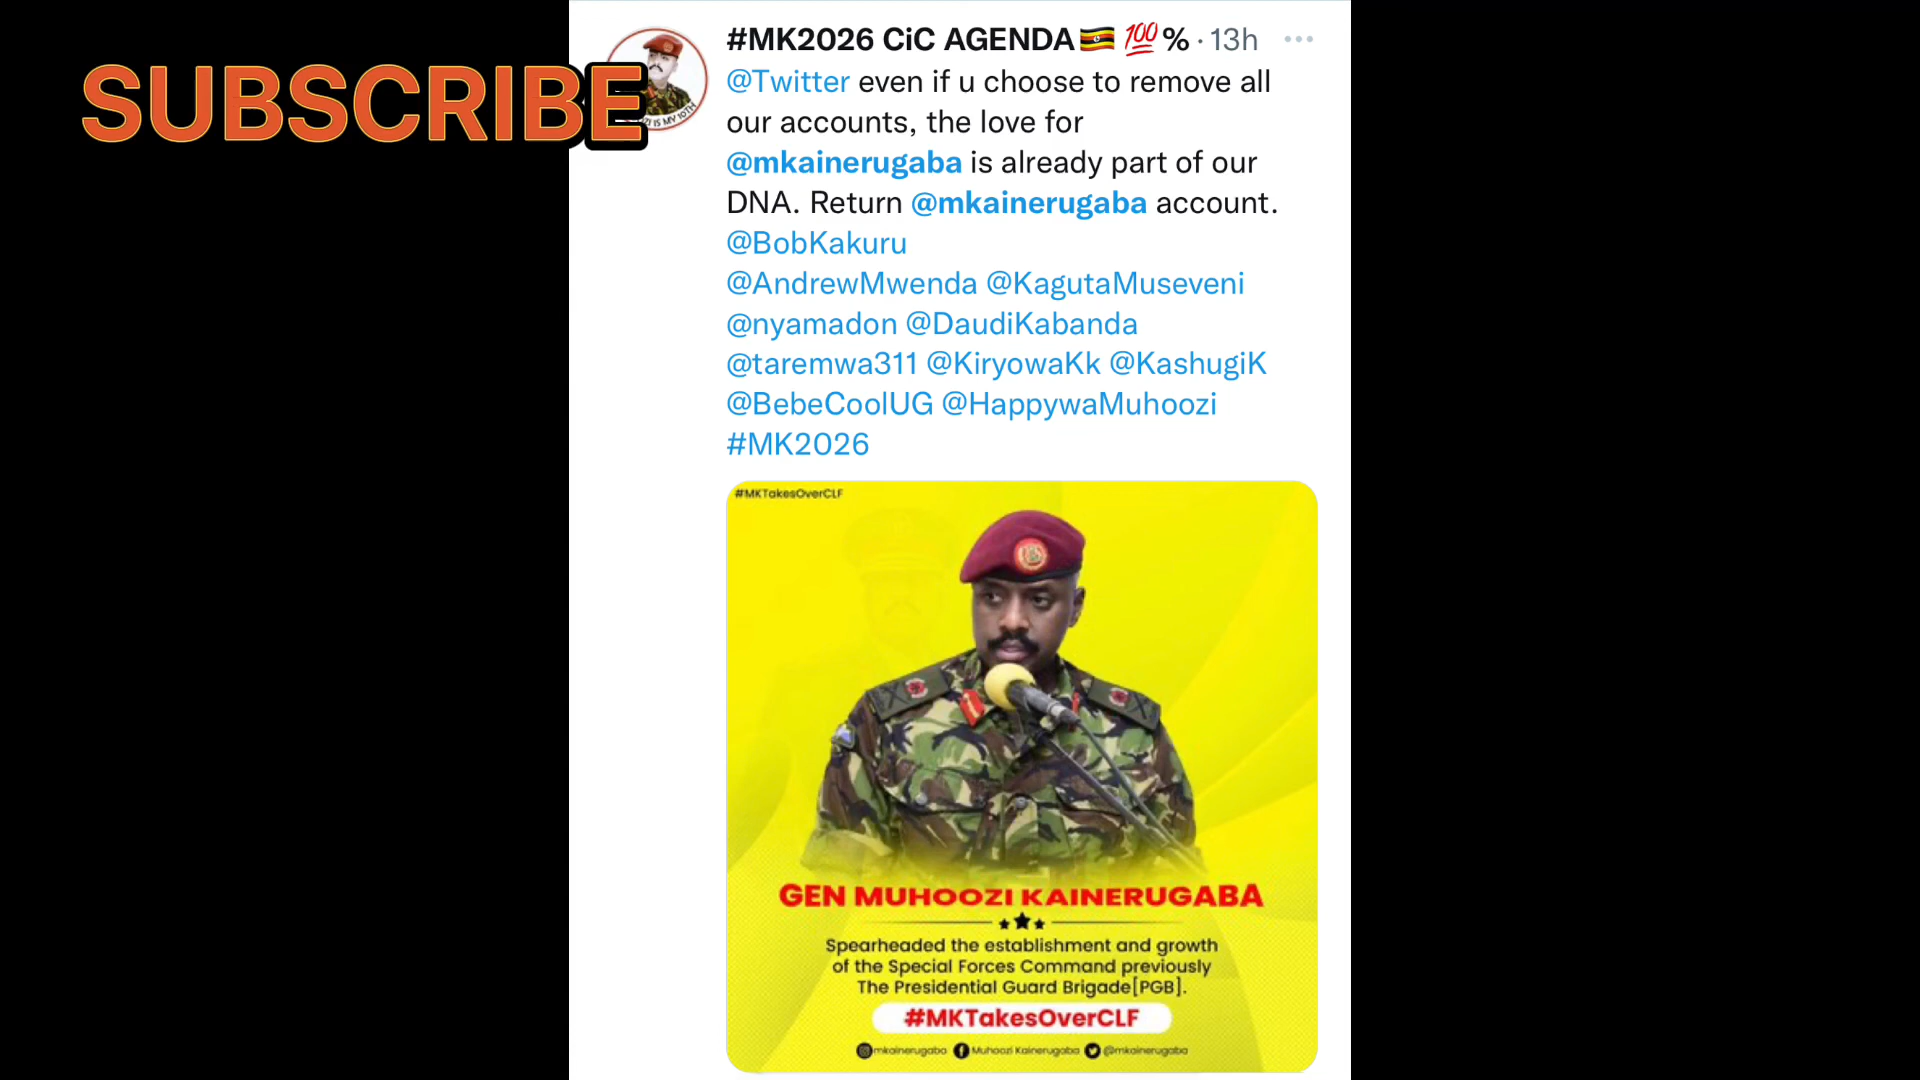 SUBSCRIBE
#MK2026 CiC AGENDA🇺🇬 💯% · 13h
@Twitter even if u choose to remove all
our accounts, the love for
@mkainerugaba is already part of our
DNA. Return @mkainerugaba account.
@BobKakuru
@AndrewMwenda @KagutaMuseveni
@nyamadon @DaudiKabanda
@taremwa311 @KiryowaKk @KashugiK
@BebeCoolUG @HappywaMuhoozi
#MK2026
#MKTakesOverCLF
GEN MUHOOZI KAINERUGABA
Spearheaded the establishment and growth
of the Special Forces Command previously
The Presidential Guard Brigade[PGB].
#MKTakesOverCLF
mkainerugaba Muhoozi Kainerugaba @mkainerugaba